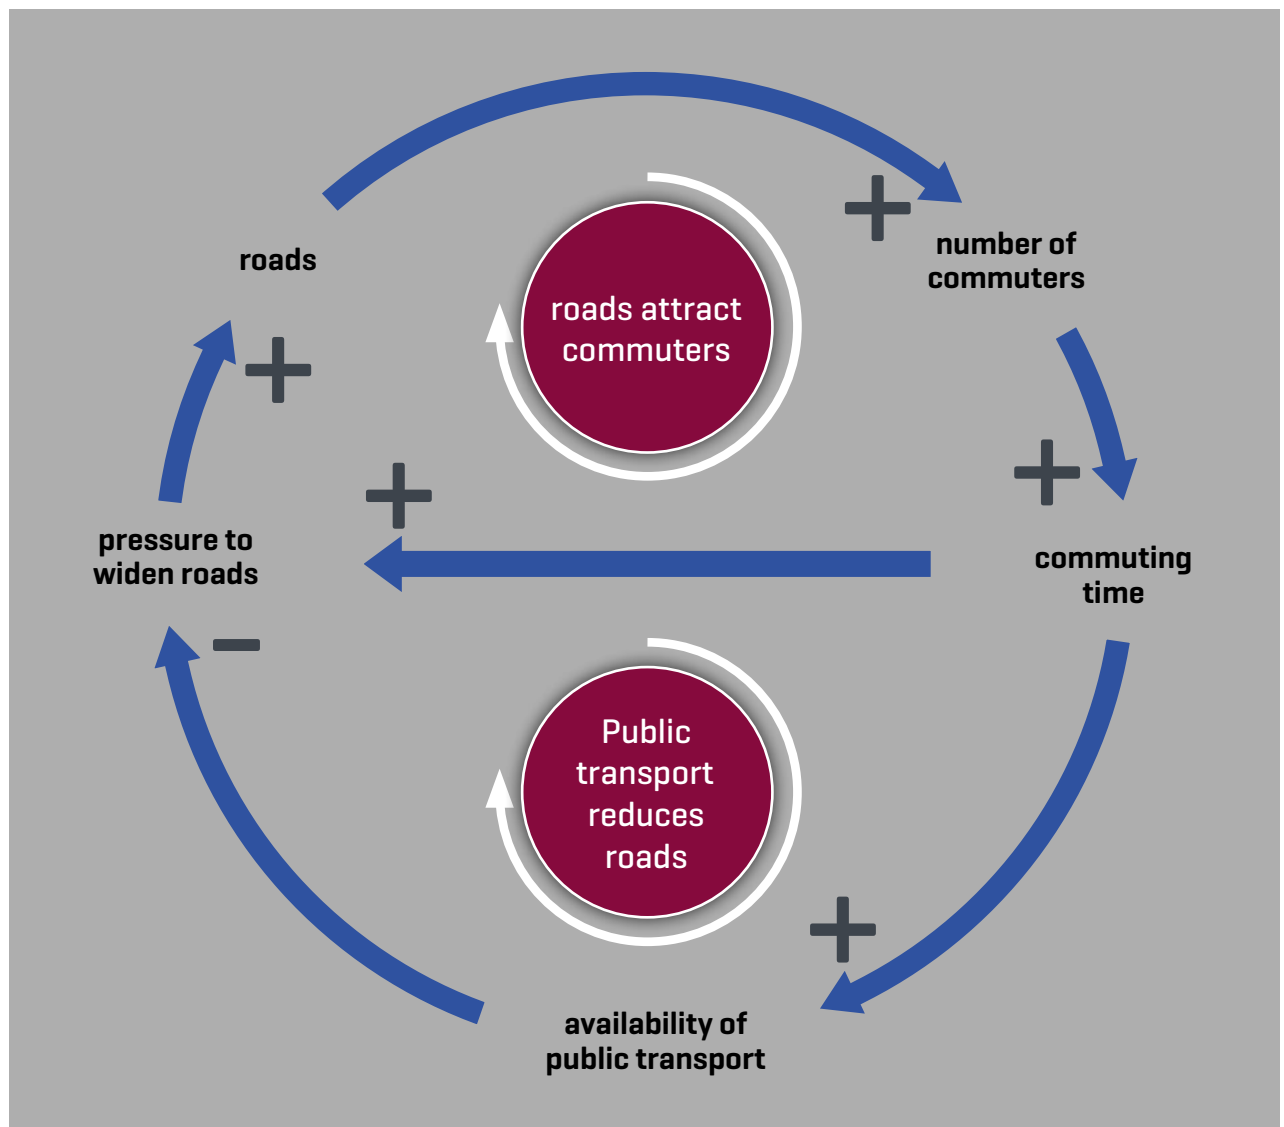 roads
number of
commuters
roads attract
commuters
+
+
+
+
pressure to
widen roads
commuting
time
−
Public
transport
reduces
roads
+
availability of
public transport